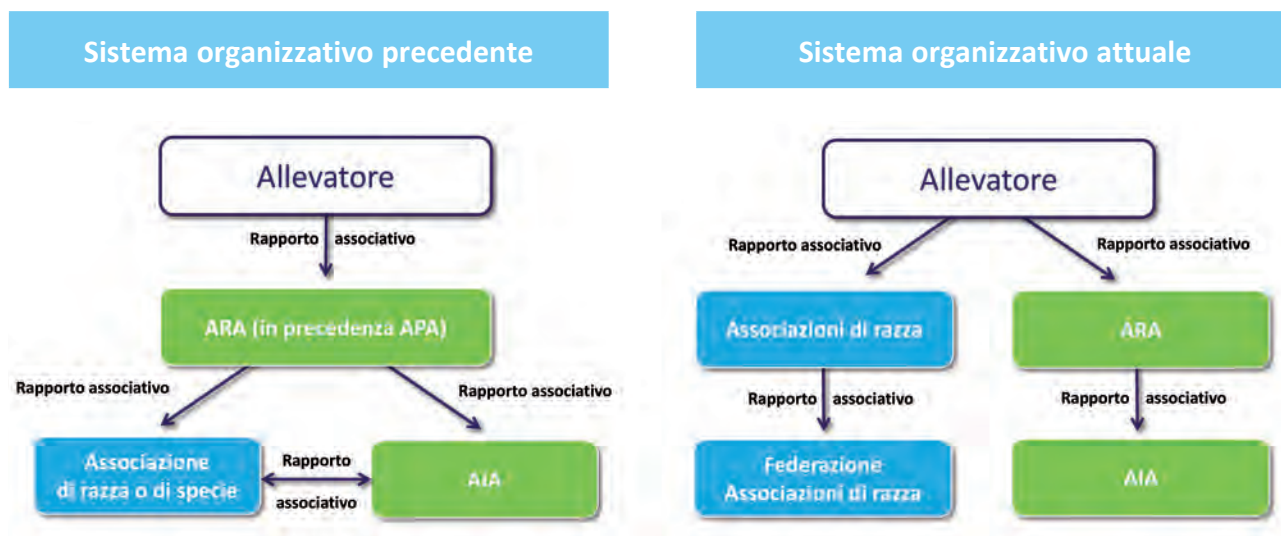 Sistema organizzativo precedente
Allevatore
Rapporto associativo
ARA (in precedenza APA)
Rapporto associativo
Rapporto associativo
Associazione
di razza o di specie
Rapporto
associativo
AIA
Sistema organizzativo attuale
Allevatore
Rapporto associativo
Rapporto associativo
Associazioni di razza
ARA
Rapporto associativo
Rapporto associativo
Federazione
Associazioni di razza
AIA